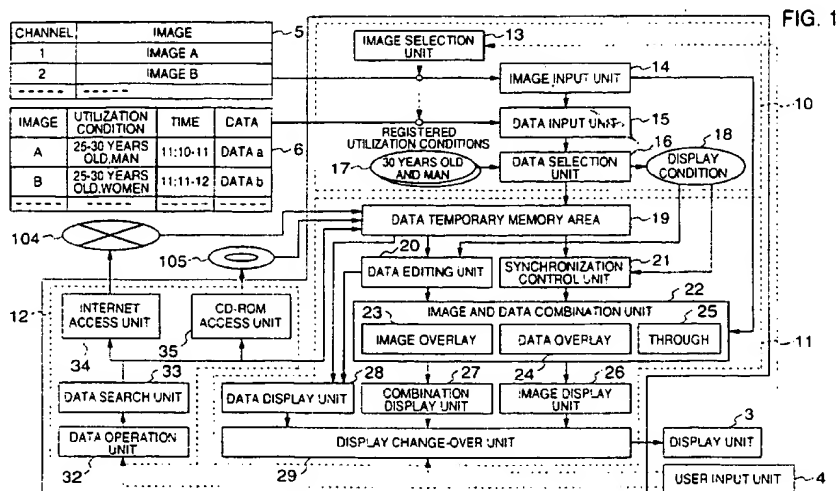 FIG. 1
CHANNEL IMAGE
1 IMAGE A
2 IMAGE B
5
IMAGE UTILIZATION CONDITION TIME DATA
A 25-30 YEARS OLD,MAN 11:10-11 DATA a
B 25-30 YEARS OLD,WOMEN 11:11-12 DATA b
6
IMAGE SELECTION UNIT
13
IMAGE INPUT UNIT
14
DATA INPUT UNIT
15
10
REGISTERED UTILIZATION CONDITIONS
17
30 YEARS OLD AND MAN
DATA SELECTION UNIT
16
DISPLAY CONDITION
18
DATA TEMPORARY MEMORY AREA
19
104
105
20
DATA EDITING UNIT
SYNCHRONIZATION CONTROL UNIT
21
22
IMAGE AND DATA COMBINATION UNIT
23
IMAGE OVERLAY
DATA OVERLAY
24
25
THROUGH
11
12
INTERNET ACCESS UNIT
34
CD-ROM ACCESS UNIT
35
33
DATA SEARCH UNIT
DATA OPERATION UNIT
32
28
DATA DISPLAY UNIT
27
COMBINATION DISPLAY UNIT
26
IMAGE DISPLAY UNIT
DISPLAY CHANGE-OVER UNIT
29
3
DISPLAY UNIT
USER INPUT UNIT
4